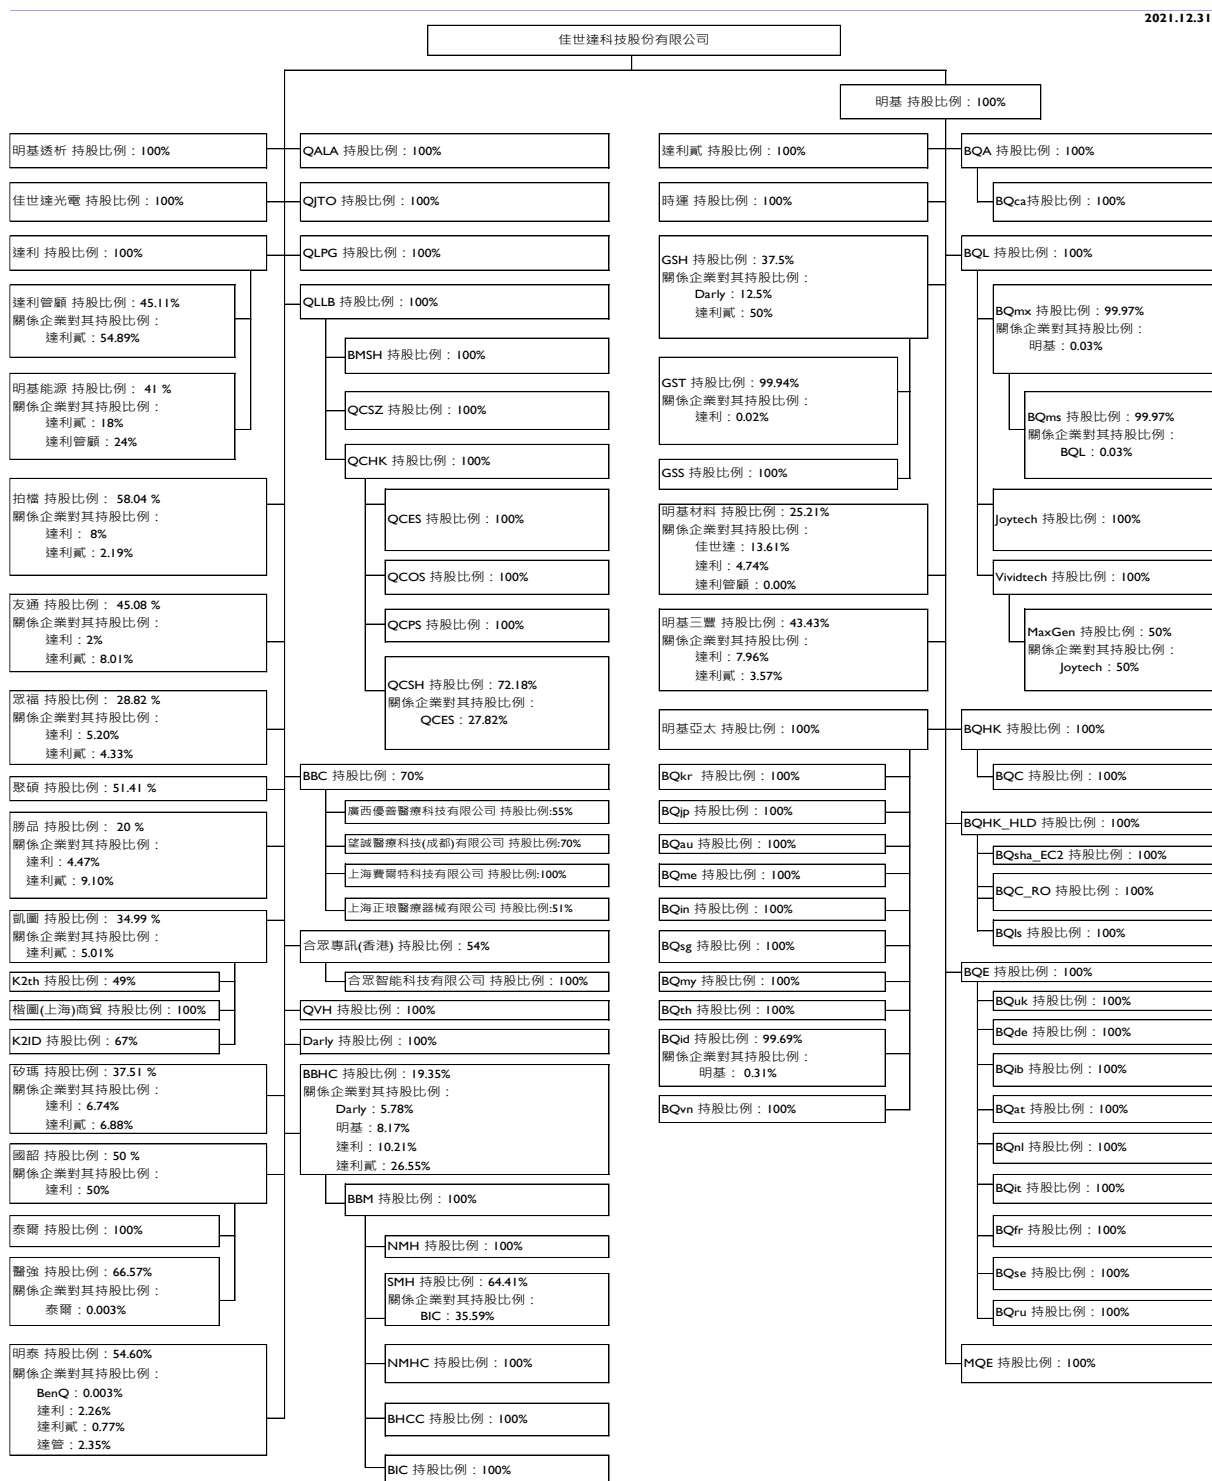 2021.12.31
佳世達科技股份有限公司
明基 持股比例：100%
明基透析 持股比例：100%
佳世達光電 持股比例：100%
達利 持股比例：100%
達利管顧 持股比例：45.11%
關係企業對其持股比例：
達利貳：54.89%
明基能源 持股比例： 41 %
關係企業對其持股比例：
達利貳：18%
達利管顧：24%
拍檔 持股比例： 58.04 %
關係企業對其持股比例：
達利： 8%
達利貳：2.19%
友通 持股比例： 45.08 %
關係企業對其持股比例：
達利：2%
達利貳：8.01%
眾福 持股比例：28.82 %
關係企業對其持股比例：
達利：5.20%
達利貳：4.33%
聚碩 持股比例：51.41 %
勝品 持股比例： 20 %
關係企業對其持股比例：
達利：4.47%
達利貳：9.10%
凱圖 持股比例： 34.99 %
關係企業對其持股比例：
達利貳：5.01%
K2th 持股比例：49%
楷圖(上海)商貿 持股比例：100%
K2ID 持股比例：67%
矽瑪 持股比例：37.51 %
關係企業對其持股比例：
達利：6.74%
達利貳：6.88%
國韶 持股比例：50 %
關係企業對其持股比例：
達利：50%
泰爾 持股比例：100%
醫強 持股比例：66.57%
關係企業對其持股比例：
泰爾：0.003%
明泰 持股比例：54.60%
關係企業對其持股比例：
BenQ：0.003%
達利：2.26%
達利貳：0.77%
達管：2.35%
QALA 持股比例：100%
QJTO 持股比例：100%
QLPG 持股比例：100%
QLLB 持股比例：100%
BMSH 持股比例：100%
QCSZ 持股比例：100%
QCHK 持股比例：100%
QCES 持股比例：100%
QCOS 持股比例：100%
QCPS 持股比例：100%
QCSH 持股比例：72.18%
關係企業對其持股比例：
QCES：27.82%
BBC 持股比例：70%
廣西優善醫療科技有限公司 持股比例:55%
望誠醫療科技(成都)有限公司 持股比例:70%
上海費爾特科技有限公司 持股比例:100%
上海正琅醫療器械有限公司 持股比例:51%
合眾專訊(香港) 持股比例：54%
合眾智能科技有限公司 持股比例：100%
QVH 持股比例：100%
Darly 持股比例：100%
BBHC 持股比例：19.35%
關係企業對其持股比例：
Darly：5.78%
明基：8.17%
達利：10.21%
達利貳：26.55%
BBM 持股比例：100%
NMH 持股比例：100%
SMH 持股比例：64.41%
關係企業對其持股比例：
BIC：35.59%
NMHC 持股比例：100%
BHCC 持股比例：100%
BIC 持股比例：100%
達利貳 持股比例：100%
時運 持股比例：100%
GSH 持股比例：37.5%
關係企業對其持股比例：
Darly：12.5%
達利貳：50%
GST 持股比例：99.94%
關係企業對其持股比例：
達利：0.02%
GSS 持股比例：100%
明基材料 持股比例：25.21%
關係企業對其持股比例：
佳世達：13.61%
達利：4.74%
達利管顧：0.00%
明基三豐 持股比例：43.43%
關係企業對其持股比例：
達利：7.96%
達利貳：3.57%
明基亞太 持股比例：100%
BQkr 持股比例：100%
BQjp 持股比例：100%
BQau 持股比例：100%
BQme 持股比例：100%
BQin 持股比例：100%
BQsg 持股比例：100%
BQmy 持股比例：100%
BQth 持股比例：100%
BQid 持股比例：99.69%
關係企業對其持股比例：
明基： 0.31%
BQvn 持股比例：100%
BQA 持股比例：100%
BQca持股比例：100%
BQL 持股比例：100%
BQmx 持股比例：99.97%
關係企業對其持股比例：
明基：0.03%
BQms 持股比例：99.97%
關係企業對其持股比例：
BQL：0.03%
Joytech 持股比例：100%
Vividtech 持股比例：100%
MaxGen 持股比例：50%
關係企業對其持股比例：
Joytech：50%
BQHK 持股比例：100%
BQC 持股比例：100%
BQHK_HLD 持股比例：100%
BQsha_EC2 持股比例：100%
BQC_RO 持股比例：100%
BQls 持股比例：100%
BQE 持股比例：100%
BQuk 持股比例：100%
BQde 持股比例：100%
BQib 持股比例：100%
BQat 持股比例：100%
BQnl 持股比例：100%
BQit 持股比例：100%
BQfr 持股比例：100%
BQse 持股比例：100%
BQru 持股比例：100%
MQE 持股比例：100%